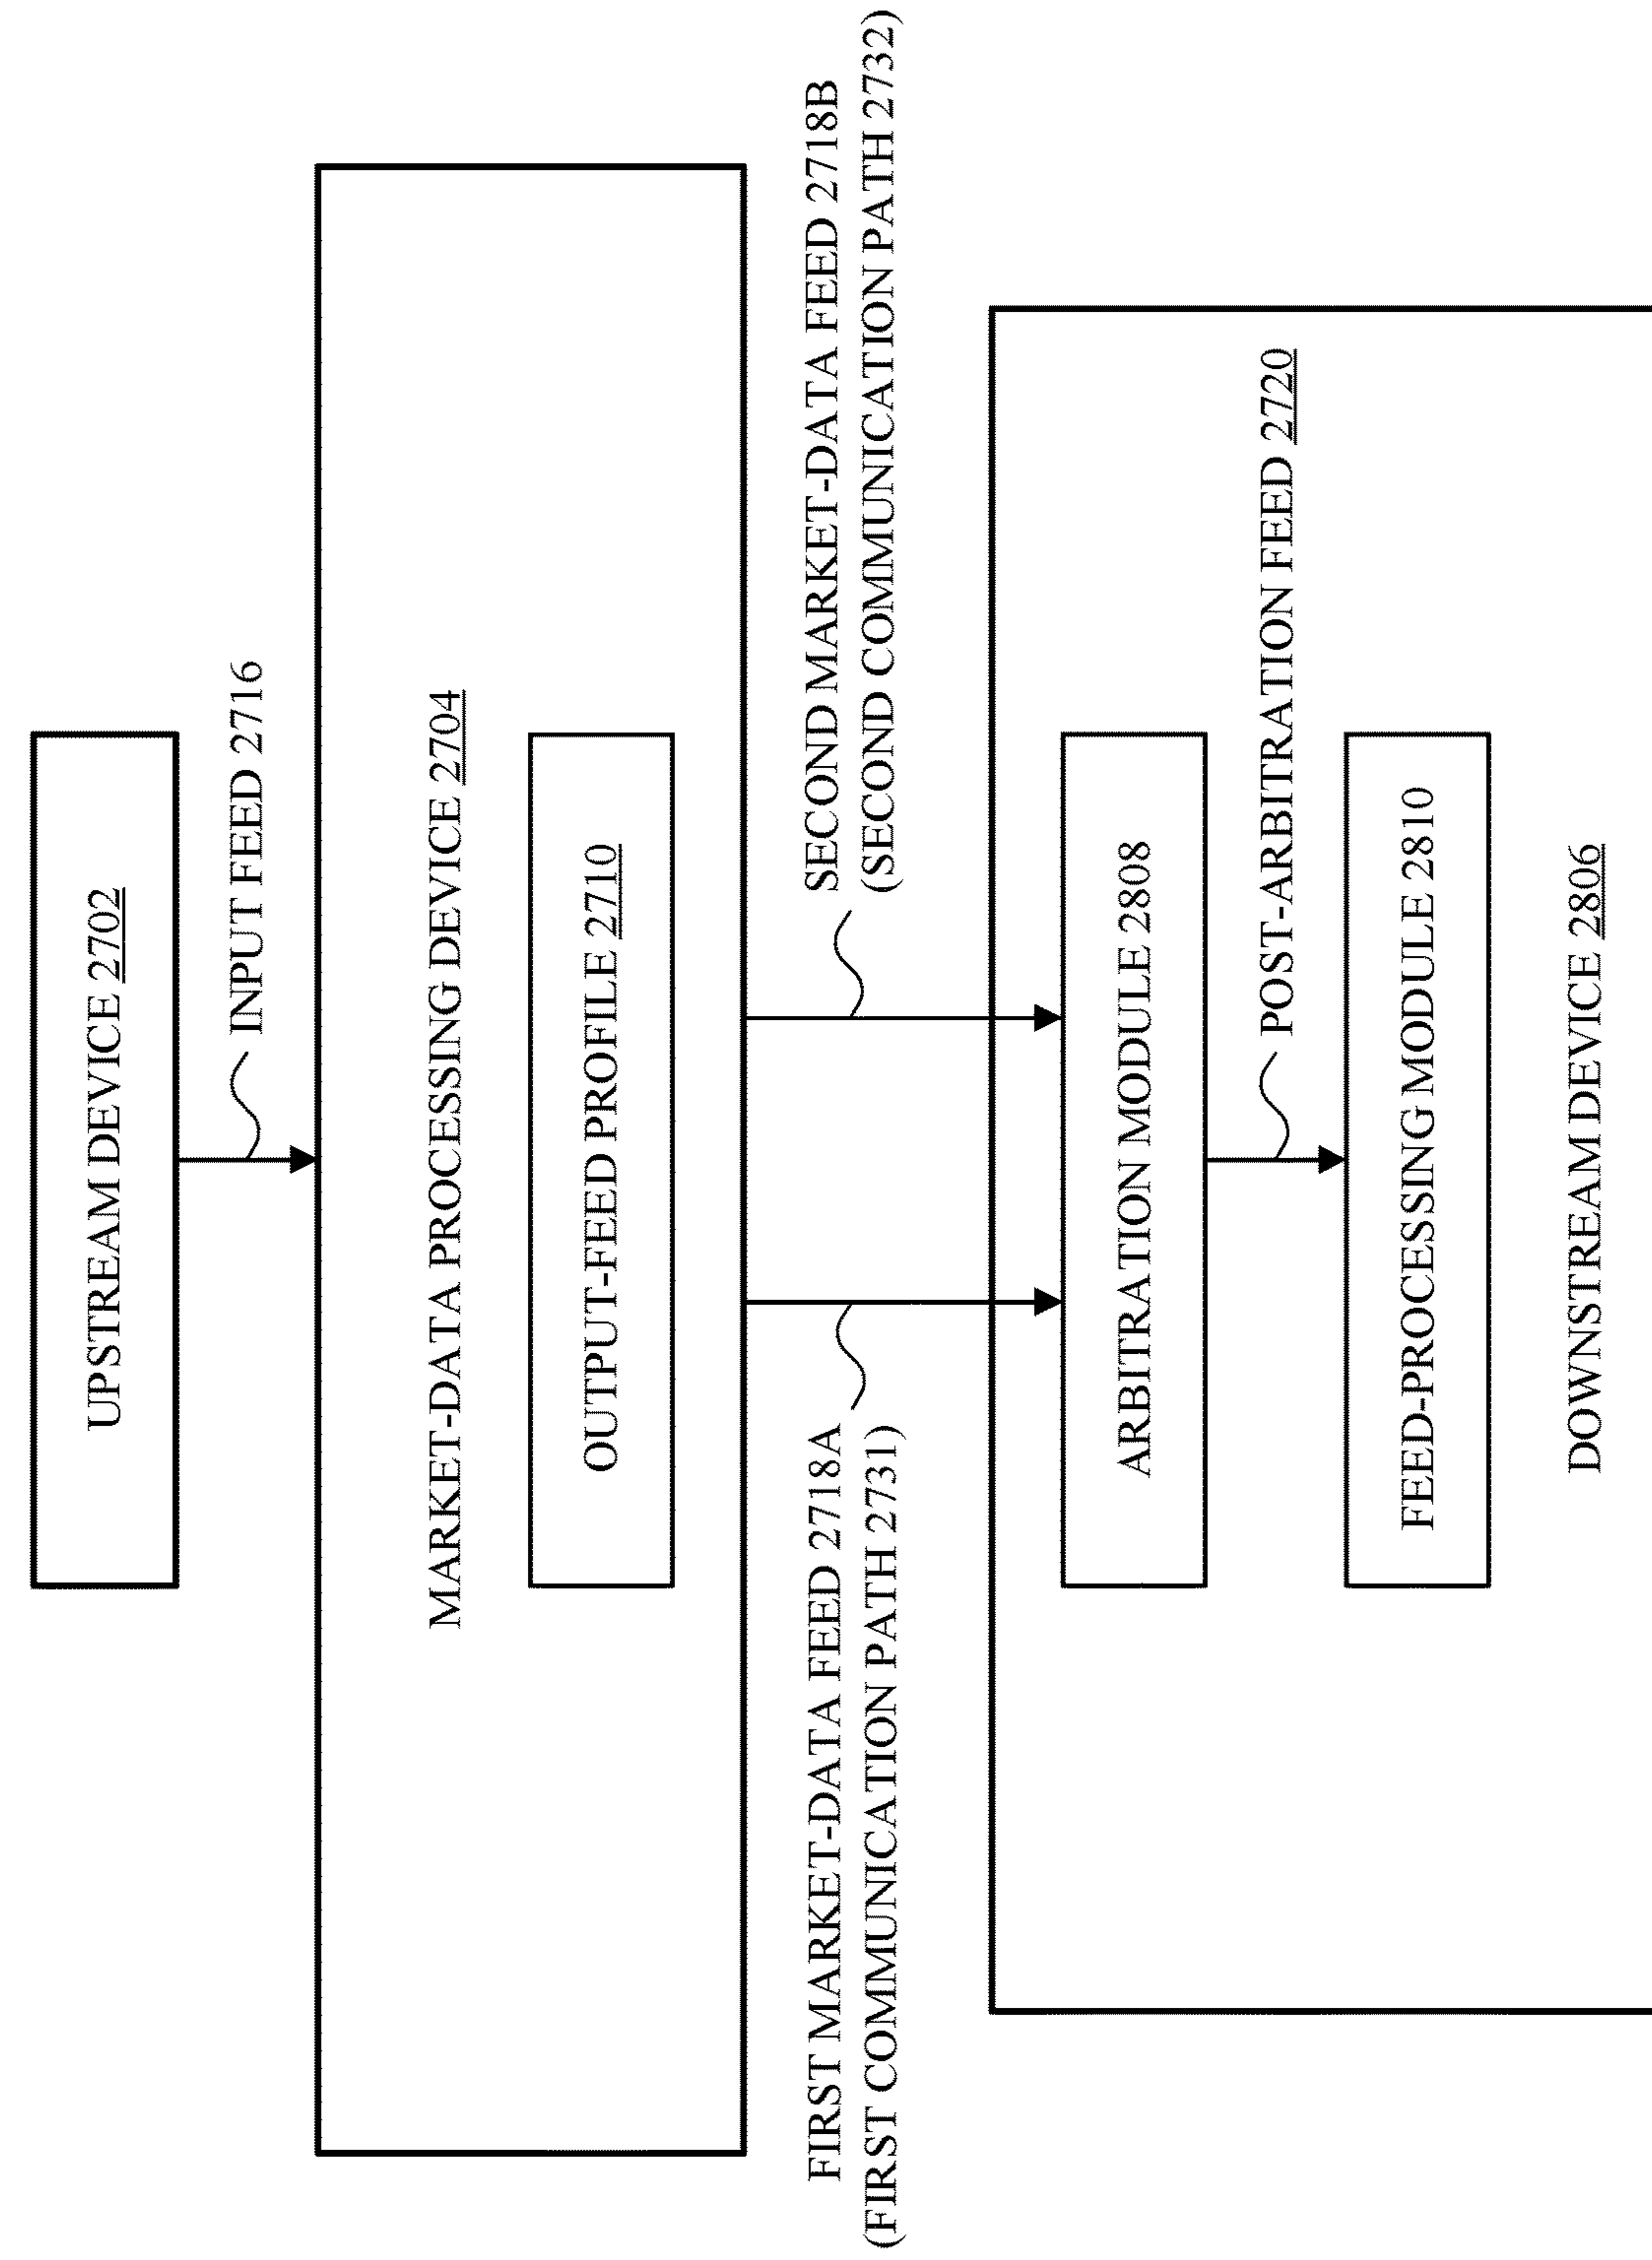 UPSTREAM DEVICE 2702
INPUT FEED 2716
MARKET-DATA PROCESSING DEVICE 2704
OUTPUT-FEED PROFILE 2710
FIRST MARKET-DATA FEED 2718A
(FIRST COMMUNICATION PATH 2731)
SECOND MARKET-DATA FEED 2718B
(SECOND COMMUNICATION PATH 2732)
ARBITRATION MODULE 2808
POST-ARBITRATION FEED 2720
FEED-PROCESSING MODULE 2810
DOWNSTREAM DEVICE 2806